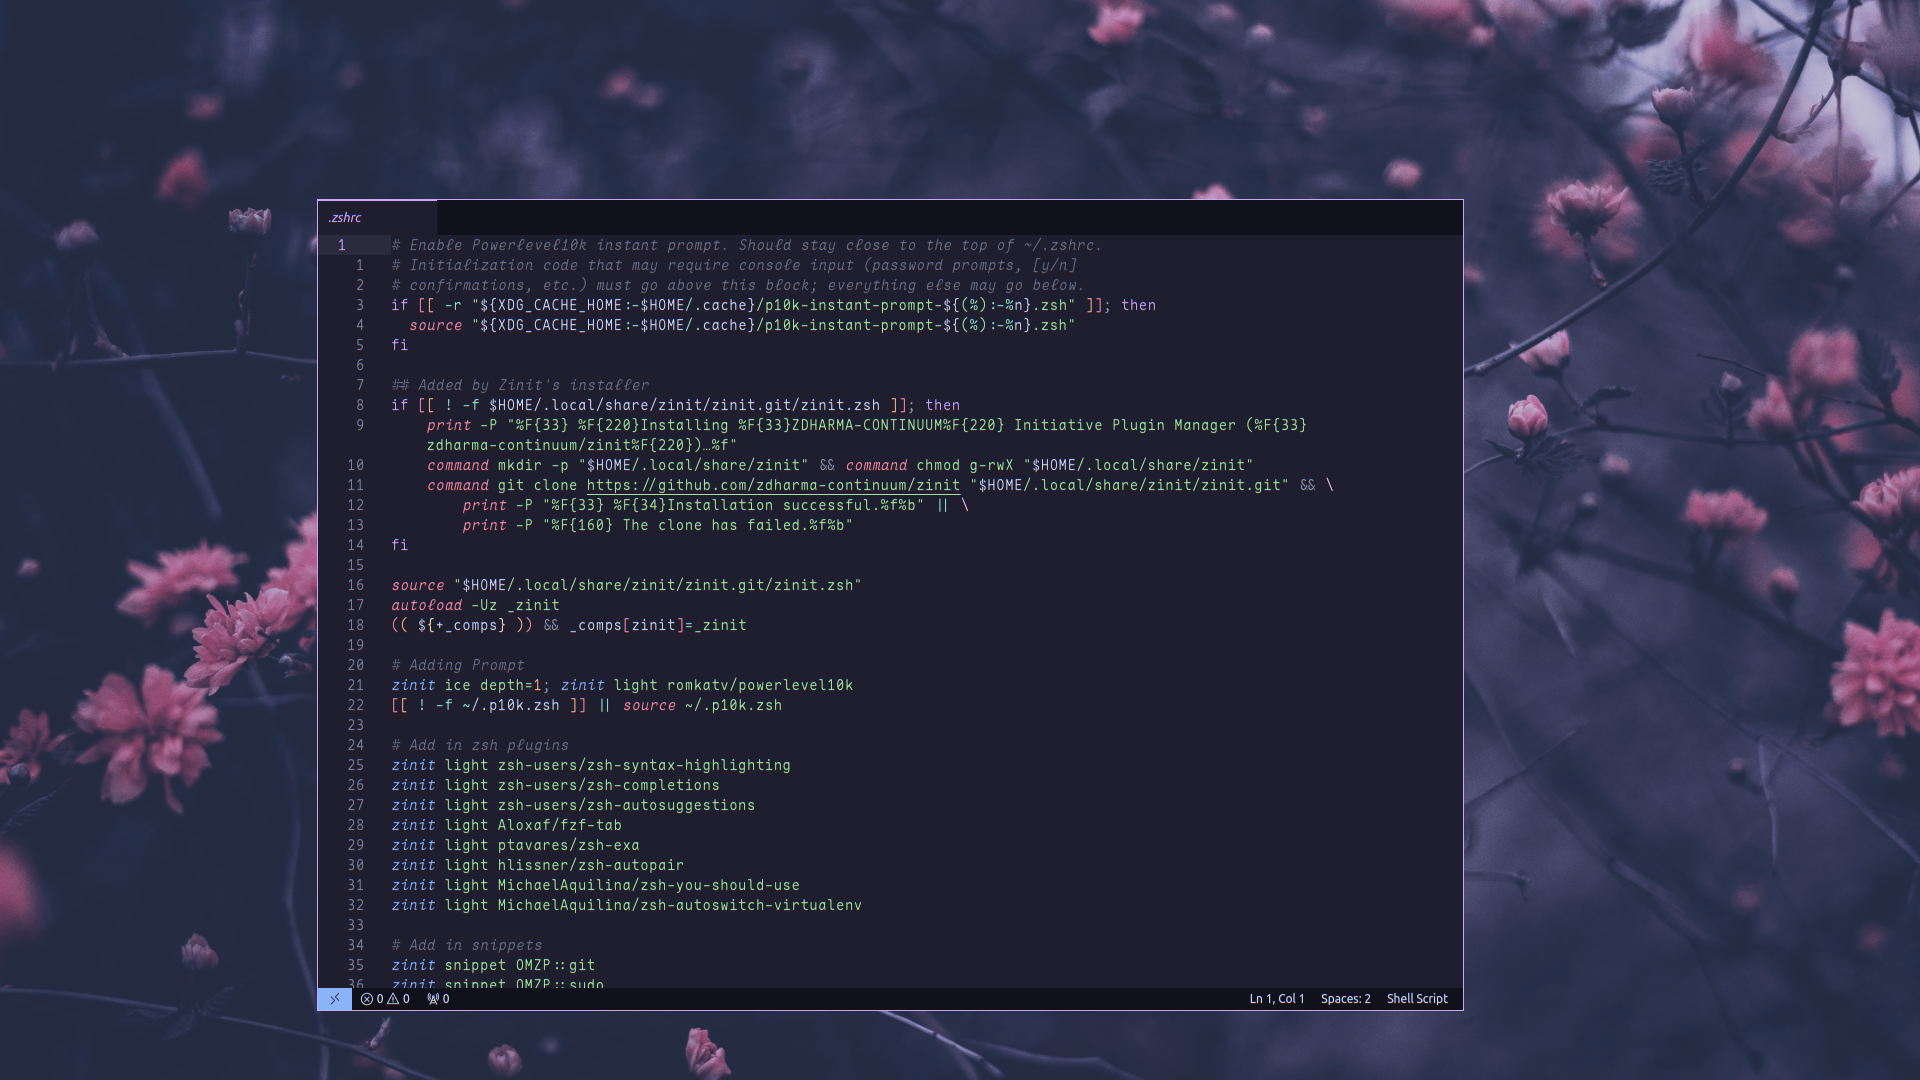 .zshrc
1 # Enable Powerlevel10k instant prompt. Should stay close to the top of ~/.zshrc.
1 # Initialization code that may require console input (password prompts, [y/n]
2 # confirmations, etc.) must go above this block; everything else may go below.
3 if [[ -r "${XDG_CACHE_HOME:-$HOME/.cache}/p10k-instant-prompt-${(%):-%n}.zsh" ]]; then
4   source "${XDG_CACHE_HOME:-$HOME/.cache}/p10k-instant-prompt-${(%):-%n}.zsh"
5 fi
6
7 ## Added by Zinit's installer
8 if [[ ! -f $HOME/.local/share/zinit/zinit.git/zinit.zsh ]]; then
9     print -P "%F{33} %F{220}Installing %F{33}ZDHARMA-CONTINUUM%F{220} Initiative Plugin Manager (%F{33}
zdharma-continuum/zinit%F{220})…%f"
10     command mkdir -p "$HOME/.local/share/zinit" && command chmod g-rwX "$HOME/.local/share/zinit"
11     command git clone https://github.com/zdharma-continuum/zinit "$HOME/.local/share/zinit/zinit.git" && \
12         print -P "%F{33} %F{34}Installation successful.%f%b" || \
13         print -P "%F{160} The clone has failed.%f%b"
14 fi
15
16 source "$HOME/.local/share/zinit/zinit.git/zinit.zsh"
17 autoload -Uz _zinit
18 (( ${+_comps} )) && _comps[zinit]=_zinit
19
20 # Adding Prompt
21 zinit ice depth=1; zinit light romkatv/powerlevel10k
22 [[ ! -f ~/.p10k.zsh ]] || source ~/.p10k.zsh
23
24 # Add in zsh plugins
25 zinit light zsh-users/zsh-syntax-highlighting
26 zinit light zsh-users/zsh-completions
27 zinit light zsh-users/zsh-autosuggestions
28 zinit light Aloxaf/fzf-tab
29 zinit light ptavares/zsh-exa
30 zinit light hlissner/zsh-autopair
31 zinit light MichaelAquilina/zsh-you-should-use
32 zinit light MichaelAquilina/zsh-autoswitch-virtualenv
33
34 # Add in snippets
35 zinit snippet OMZP::git
36 zinit snippet OMZP::sudo
0 0 0 Ln 1, Col 1 Spaces: 2 Shell Script